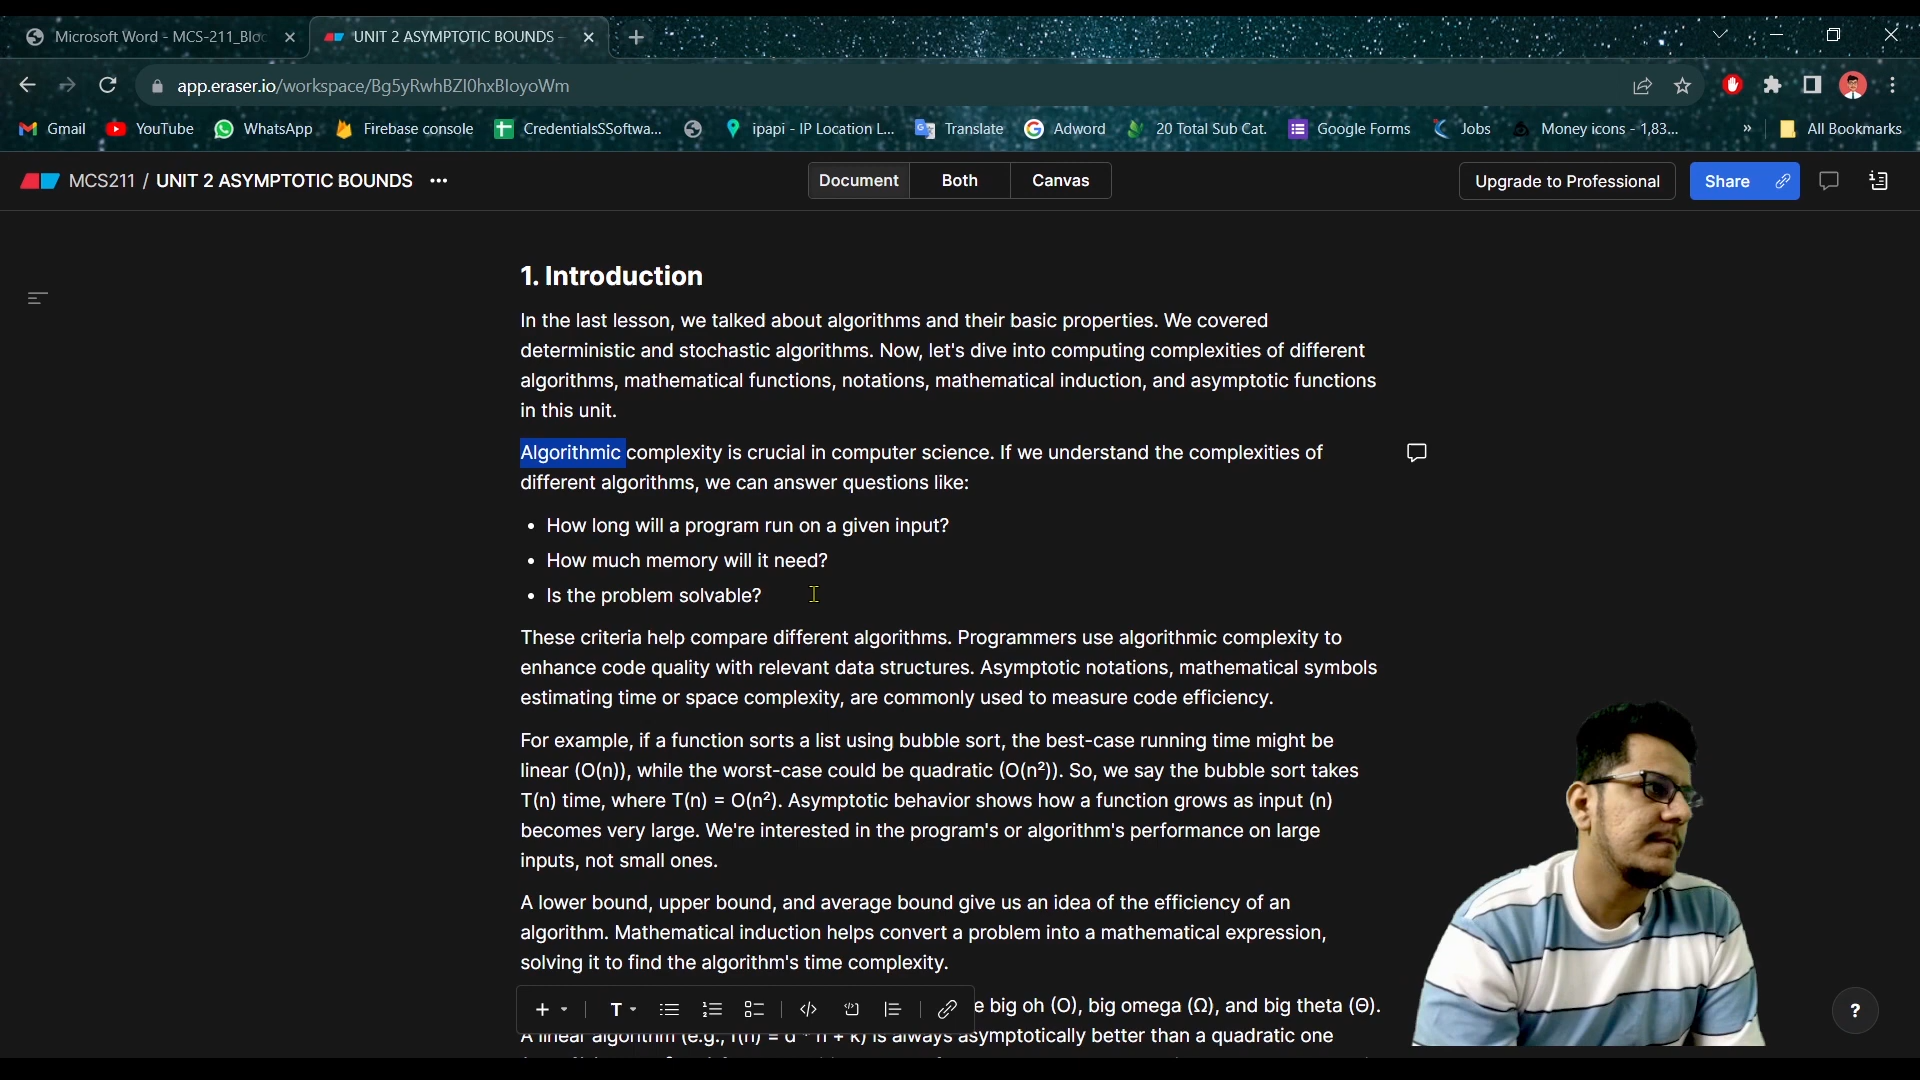 Microsoft Word - MCS-211_Bloc
UNIT 2 ASYMPTOTIC BOUNDS -
app.eraser.io/workspace/Bg5yRwhBZI0hxBIoyoWm
Gmail
YouTube
WhatsApp
Firebase console
CredentialsSSoftwa...
ipapi - IP Location L...
Translate
Adword
20 Total Sub Cat.
Google Forms
Jobs
Money icons - 1,83...
»
All Bookmarks
MCS211 / UNIT 2 ASYMPTOTIC BOUNDS
Document
Both
Canvas
Upgrade to Professional
Share
1. Introduction
In the last lesson, we talked about algorithms and their basic properties. We covered
deterministic and stochastic algorithms. Now, let's dive into computing complexities of different
algorithms, mathematical functions, notations, mathematical induction, and asymptotic functions
in this unit.
Algorithmic complexity is crucial in computer science. If we understand the complexities of
different algorithms, we can answer questions like:
• How long will a program run on a given input?
• How much memory will it need?
• Is the problem solvable?
These criteria help compare different algorithms. Programmers use algorithmic complexity to
enhance code quality with relevant data structures. Asymptotic notations, mathematical symbols
estimating time or space complexity, are commonly used to measure code efficiency.
For example, if a function sorts a list using bubble sort, the best-case running time might be
linear (O(n)), while the worst-case could be quadratic (O(n²)). So, we say the bubble sort takes
T(n) time, where T(n) = O(n²). Asymptotic behavior shows how a function grows as input (n)
becomes very large. We're interested in the program's or algorithm's performance on large
inputs, not small ones.
A lower bound, upper bound, and average bound give us an idea of the efficiency of an
algorithm. Mathematical induction helps convert a problem into a mathematical expression,
solving it to find the algorithm's time complexity.
e big oh (O), big omega (Ω), and big theta (Θ).
A linear algorithm (e.g., f(n) = d * n + k) is always asymptotically better than a quadratic one
T
?